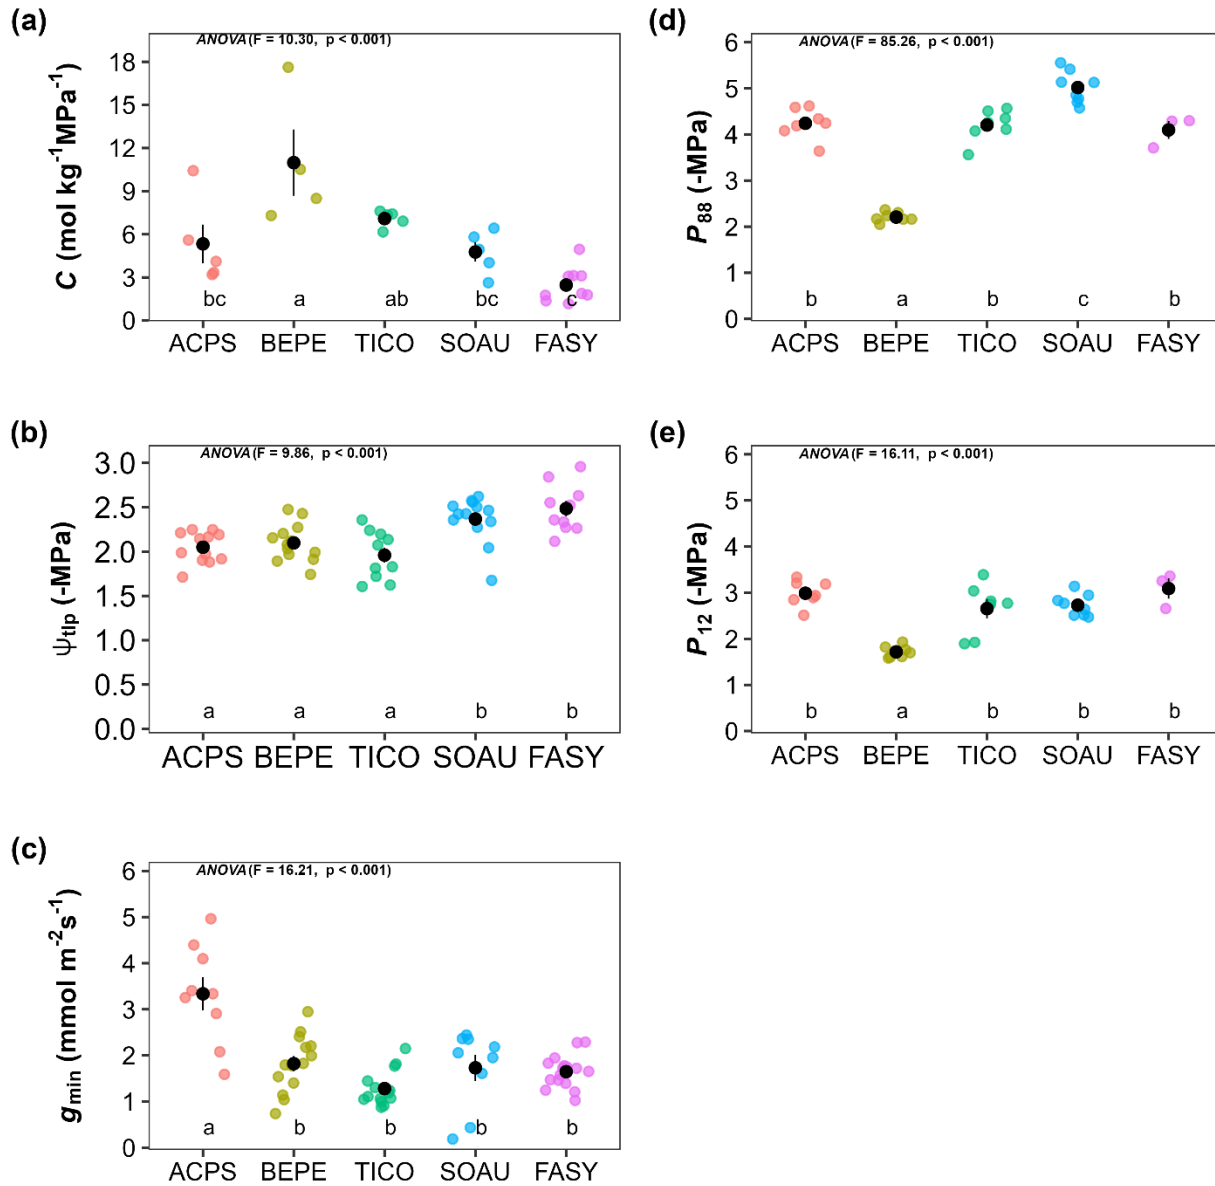 (a)
ANOVA (F = 10.30, p < 0.001)
C (mol kg⁻¹MPa⁻¹)
18
15
12
9
6
3
0
bc
a
ab
bc
c
ACPS BEPE TICO SOAU FASY
(b)
ANOVA (F = 9.86, p < 0.001)
ψtlp (-MPa)
3.0
2.5
2.0
1.5
1.0
0.5
0.0
a
a
a
b
b
ACPS BEPE TICO SOAU FASY
(c)
ANOVA (F = 16.21, p < 0.001)
gmin (mmol m⁻²s⁻¹)
6
5
4
3
2
1
0
a
b
b
b
b
ACPS BEPE TICO SOAU FASY
(d)
ANOVA (F = 85.26, p < 0.001)
P88 (-MPa)
6
5
4
3
2
1
0
b
a
b
c
b
ACPS BEPE TICO SOAU FASY
(e)
ANOVA (F = 16.11, p < 0.001)
P12 (-MPa)
6
5
4
3
2
1
0
b
a
b
b
b
ACPS BEPE TICO SOAU FASY